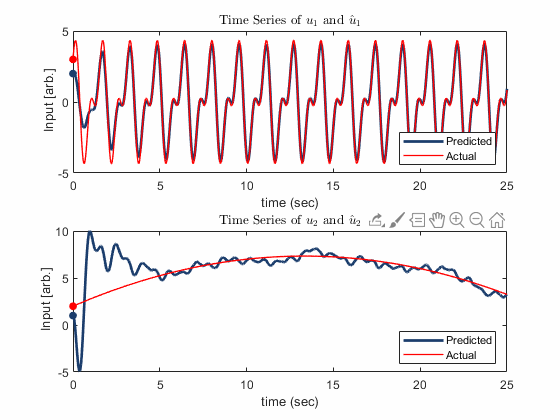 Time Series of u₁ and û₁
5
0
-5
Input [arb.]
Predicted
Actual
0 5 10 15 20 25
time (sec)
Time Series of u₂ and û₂
10
5
0
-5
Input [arb.]
Predicted
Actual
0 5 10 15 20 25
time (sec)